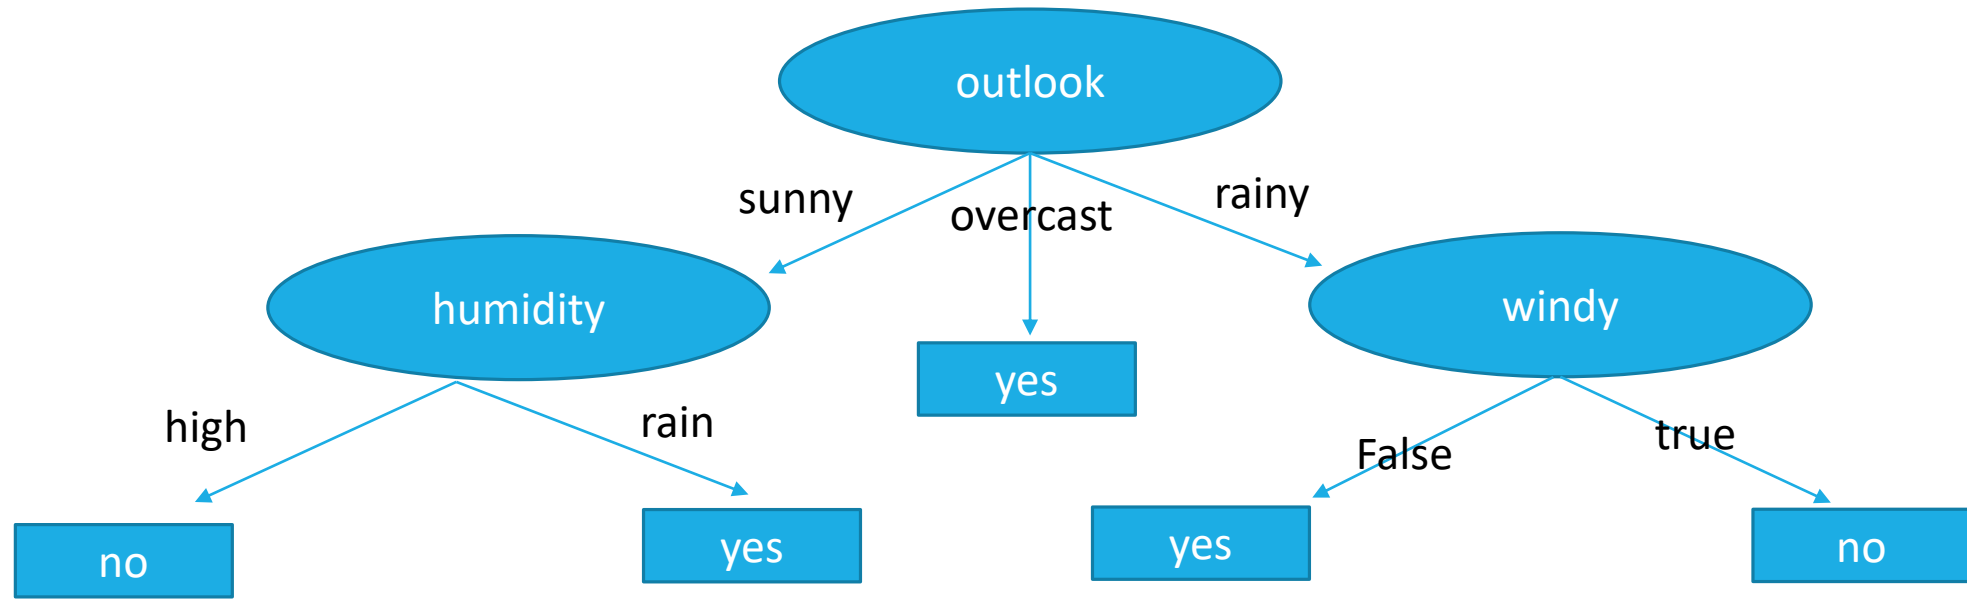 outlook
sunny
overcast
rainy
humidity
windy
yes
high
rain
False
true
no
yes
yes
no